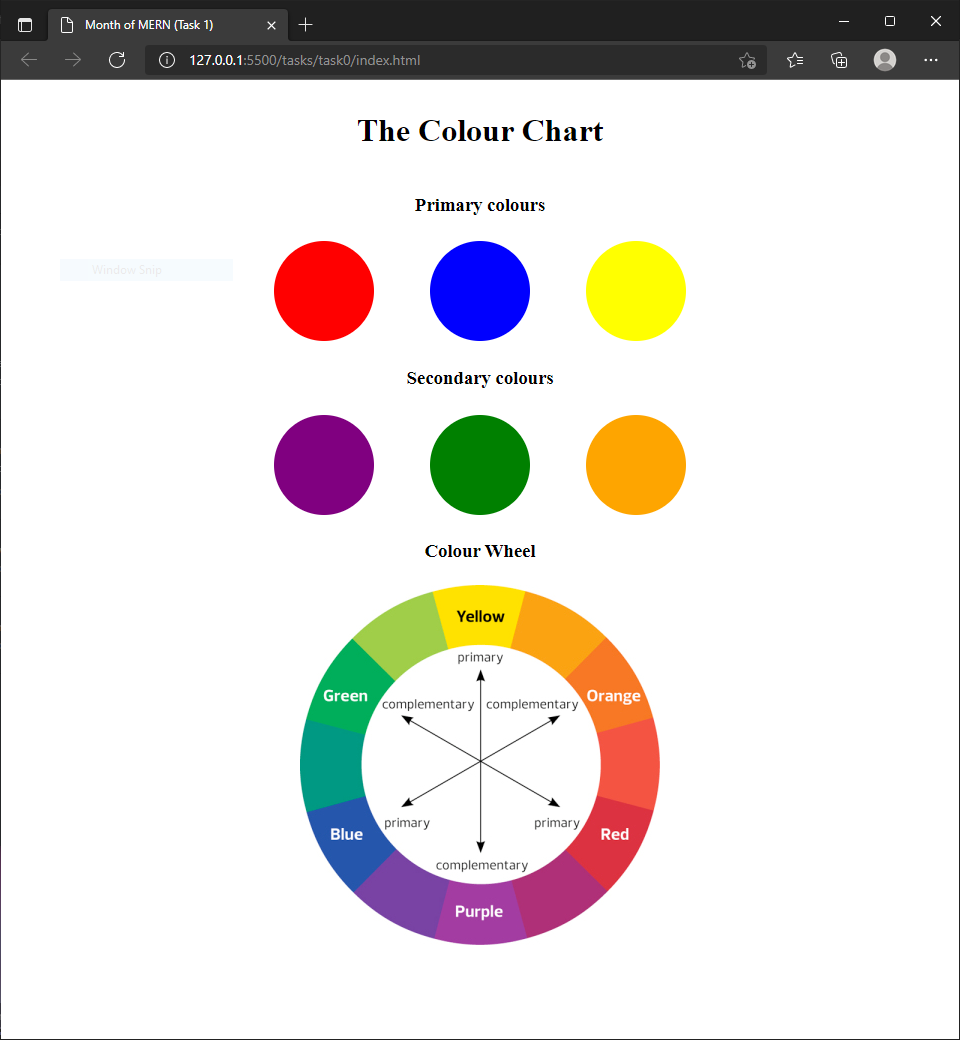 Month of MERN (Task 1)
127.0.0.1:5500/tasks/task0/index.html
The Colour Chart
Primary colours
Window Snip
Secondary colours
Colour Wheel
Yellow
primary
Green
complementary
complementary
Orange
Blue
primary
primary
Red
complementary
Purple